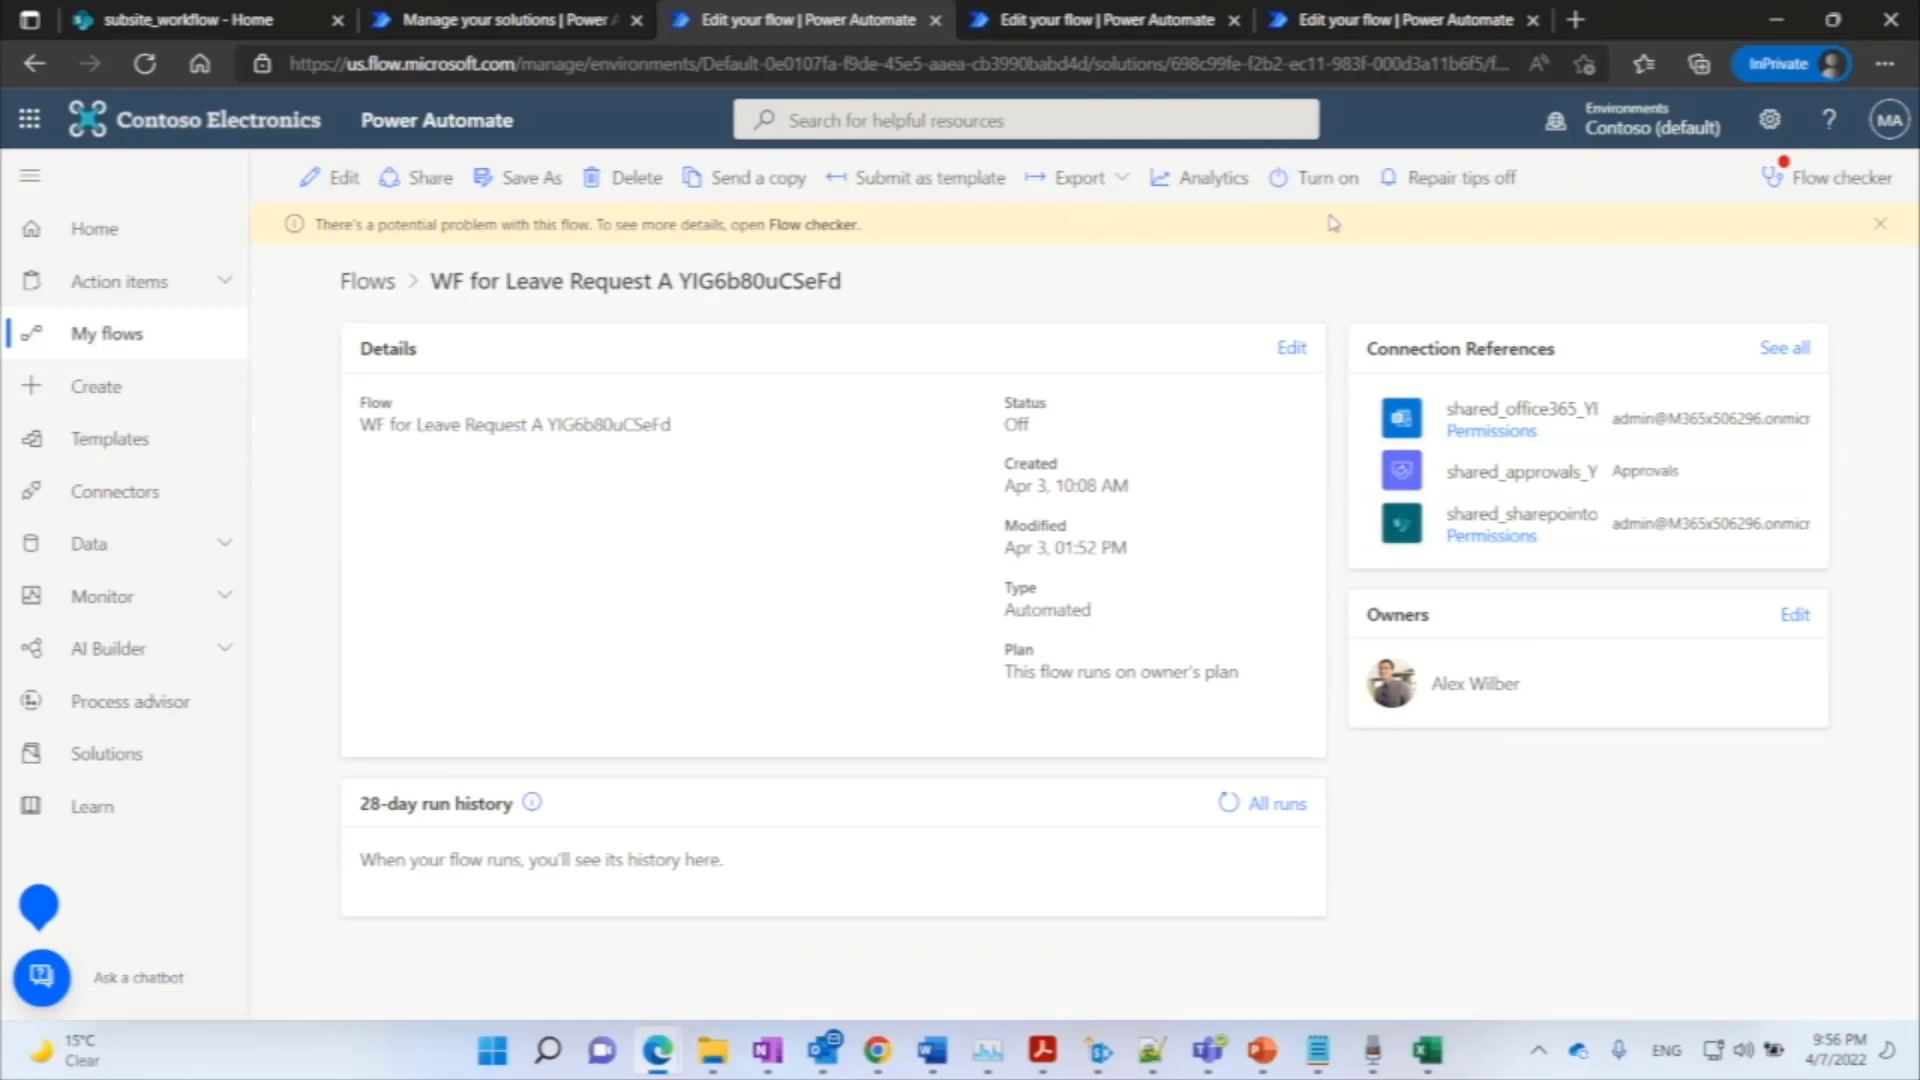 subsite_workflow - Home
Manage your solutions | Power A
Edit your flow | Power Automate
Edit your flow | Power Automate
Edit your flow | Power Automate
https://us.flow.microsoft.com/manage/environments/Default-0e0107fa-f9de-45e5-aaea-cb3990babd4d/solutions/698c99fe-f2b2-ec11-983f-000d3a11b6f5/f...
InPrivate
Contoso Electronics
Power Automate
Search for helpful resources
Environments
Contoso (default)
MA
Edit
Share
Save As
Delete
Send a copy
Submit as template
Export
Analytics
Turn on
Repair tips off
Flow checker
There's a potential problem with this flow. To see more details, open Flow checker.
Home
Action items
My flows
Create
Templates
Connectors
Data
Monitor
AI Builder
Process advisor
Solutions
Learn
Ask a chatbot
Flows > WF for Leave Request A YIG6b80uCSeFd
Details
Edit
Flow
WF for Leave Request A YIG6b80uCSeFd
Status
Off
Created
Apr 3, 10:08 AM
Modified
Apr 3, 01:52 PM
Type
Automated
Plan
This flow runs on owner's plan
28-day run history
All runs
When your flow runs, you'll see its history here.
Connection References
See all
shared_office365_YI
Permissions
admin@M365x506296.onmicr
shared_approvals_Y
Approvals
shared_sharepointo
Permissions
admin@M365x506296.onmicr
Owners
Edit
Alex Wilber
15°C
Clear
ENG
9:56 PM
4/7/2022